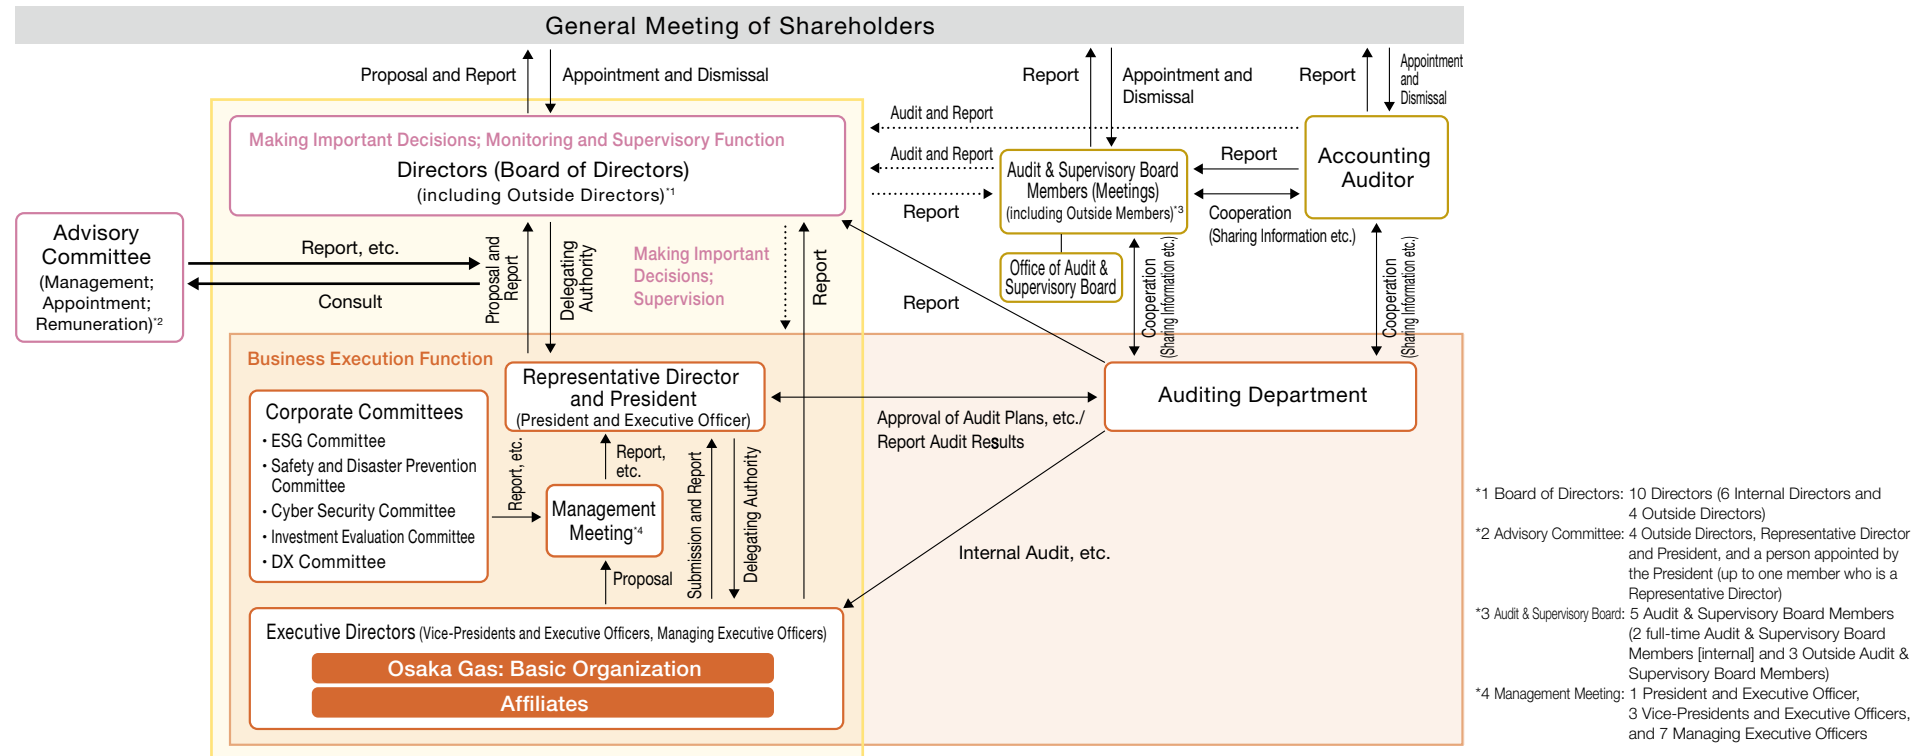 General Meeting of Shareholders
Proposal and Report
Appointment and Dismissal
Report
Appointment and
Dismissal
Report
Appointment
and
Dismissal
Making Important Decisions; Monitoring and Supervisory Function
Directors (Board of Directors)
(including Outside Directors)*1
Audit and Report
Audit and Report
Report
Audit & Supervisory Board
Members (Meetings)
(including Outside Members)*3
Office of Audit &
Supervisory Board
Report
Cooperation
(Sharing Information etc.)
Accounting
Auditor
Advisory
Committee
(Management;
Appointment;
Remuneration)*2
Report, etc.
Consult
Proposal and
Report
Delegating
Authority
Making Important
Decisions;
Supervision
Report
Report
Cooperation
(Sharing Information etc.)
Cooperation
(Sharing Information etc.)
Business Execution Function
Representative Director
and President
(President and Executive Officer)
Approval of Audit Plans, etc./
Report Audit Results
Auditing Department
Corporate Committees
・ESG Committee
・Safety and Disaster Prevention
Committee
・Cyber Security Committee
・Investment Evaluation Committee
・DX Committee
Report, etc.
Report,
etc.
Management
Meeting*4
Proposal
Submission and Report
Delegating Authority
Internal Audit, etc.
Executive Directors (Vice-Presidents and Executive Officers, Managing Executive Officers)
Osaka Gas: Basic Organization
Affiliates
*1 Board of Directors: 10 Directors (6 Internal Directors and
4 Outside Directors)
*2 Advisory Committee: 4 Outside Directors, Representative Director
and President, and a person appointed by
the President (up to one member who is a
Representative Director)
*3 Audit & Supervisory Board: 5 Audit & Supervisory Board Members
(2 full-time Audit & Supervisory Board
Members [internal] and 3 Outside Audit &
Supervisory Board Members)
*4 Management Meeting: 1 President and Executive Officer,
3 Vice-Presidents and Executive Officers,
and 7 Managing Executive Officers